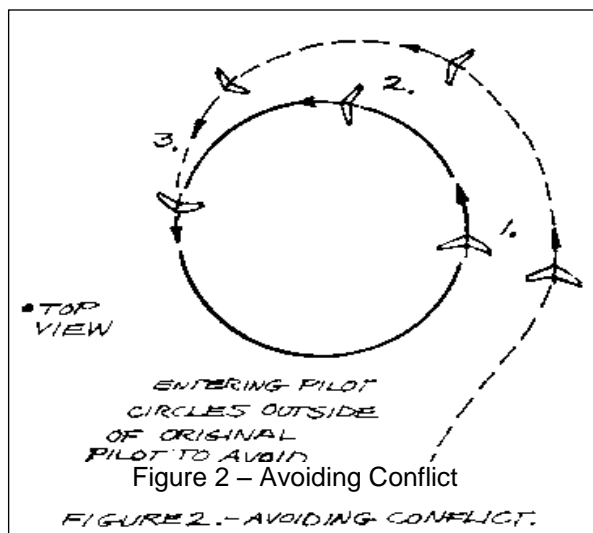 2.
3.
1.
•TOP
VIEW
ENTERING PILOT
CIRCLES OUTSIDE
OF ORIGINAL
PILOT TO AVOID
Figure 2 – Avoiding Conflict
FIGURE 2.-AVOIDING CONFLICT.